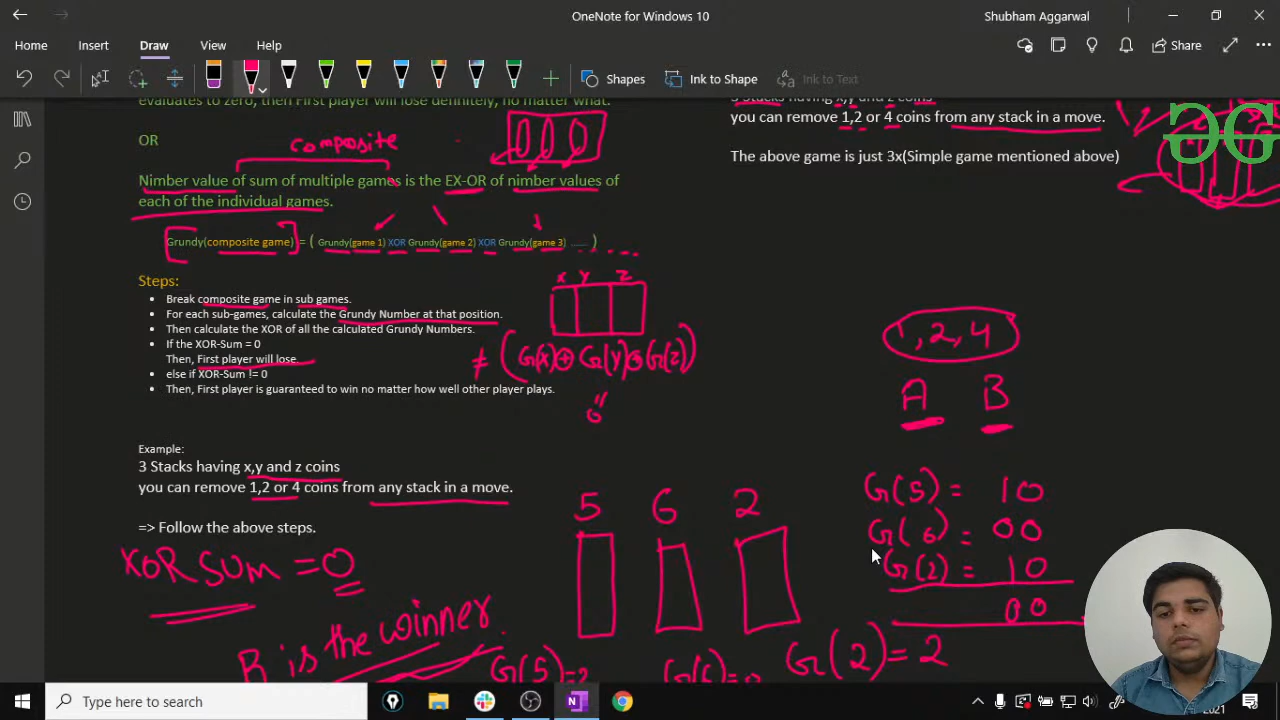 OneNote for Windows 10
Shubham Aggarwal
Home Insert Draw View Help
Share
Shapes
Ink to Shape
Ink to Text
evaluates to zero, then First player will lose definitely, no matter what.
OR
composite
Nimber value of sum of multiple games is the EX-OR of nimber values of
each of the individual games.
Grundy(composite game) = ( Grundy(game 1) XOR Grundy(game 2) XOR Grundy(game 3) ...... )
Steps:
• Break composite game in sub games.
• For each sub-games, calculate the Grundy Number at that position.
• Then calculate the XOR of all the calculated Grundy Numbers.
• If the XOR-Sum = 0
Then, First player will lose.
• else if XOR-Sum != 0
• Then, First player is guaranteed to win no matter how well other player plays.
x y z
≠ (G(x) ⊕ G(y) ⊕ G(z))
Example:
3 Stacks having x,y and z coins
you can remove 1,2 or 4 coins from any stack in a move.
=> Follow the above steps.
XOR SUM = 0
B is the winner
5 6 2
G(5)=2
G(6)=0
G(2)=2
3 Stacks having x,y and z coins
you can remove 1,2 or 4 coins from any stack in a move.
The above game is just 3x(Simple game mentioned above)
1,2,4
A B
G(5) = 10
G(6) = 00
G(2) = 10
00
Type here to search
2021